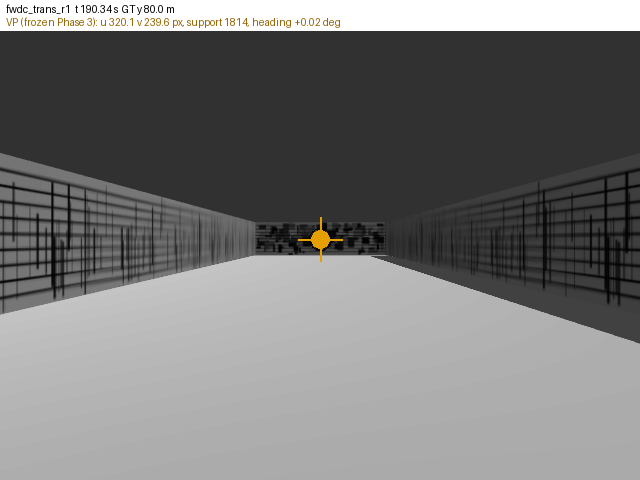 fwdc_trans_r1 t 190.34 s GT y 80.0 m
VP (frozen Phase 3): u 320.1 v 239.6 px, support 1814, heading +0.02 deg